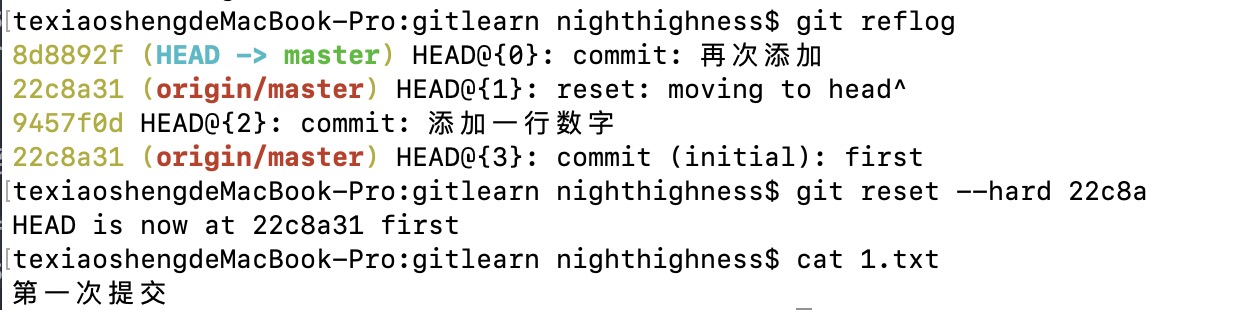 [texiaoshengdeMacBook-Pro:gitlearn nighthighness$ git reflog
8d8892f (HEAD -> master) HEAD@{0}: commit: 再次添加
22c8a31 (origin/master) HEAD@{1}: reset: moving to head^
9457f0d HEAD@{2}: commit: 添加一行数字
22c8a31 (origin/master) HEAD@{3}: commit (initial): first
[texiaoshengdeMacBook-Pro:gitlearn nighthighness$ git reset --hard 22c8a
HEAD is now at 22c8a31 first
[texiaoshengdeMacBook-Pro:gitlearn nighthighness$ cat 1.txt
第一次提交